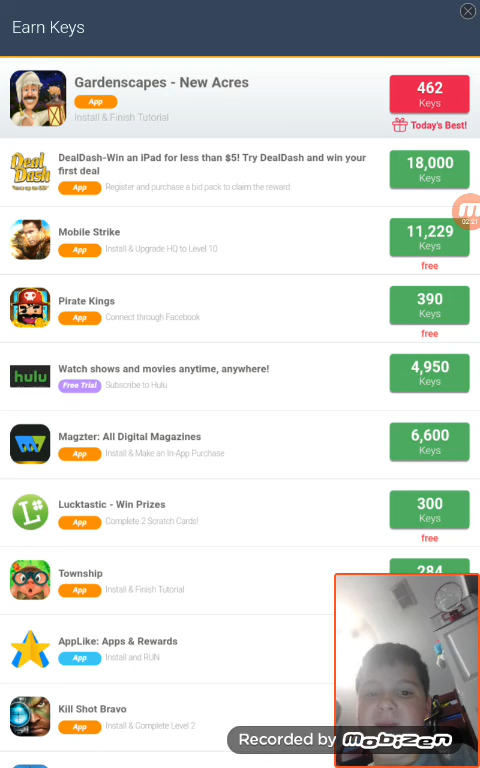 Earn Keys
Gardenscapes - New Acres
App
Install & Finish Tutorial
462
Keys
Today's Best!
Deal
Dash
DealDash-Win an iPad for less than $5! Try DealDash and win your
first deal
App
Register and purchase a bid pack to claim the reward
18,000
Keys
Mobile Strike
App
Install & Upgrade HQ to Level 10
11,229
Keys
free
02:21
Pirate Kings
App
Connect through Facebook
390
Keys
free
hulu
Watch shows and movies anytime, anywhere!
Free Trial
Subscribe to Hulu
4,950
Keys
Magzter: All Digital Magazines
App
Install & Make an In-App Purchase
6,600
Keys
Lucktastic - Win Prizes
App
Complete 2 Scratch Cards!
300
Keys
free
Township
App
Install & Finish Tutorial
284
AppLike: Apps & Rewards
App
Install and RUN
Kill Shot Bravo
App
Install & Complete Level 2
Recorded by Mobizen